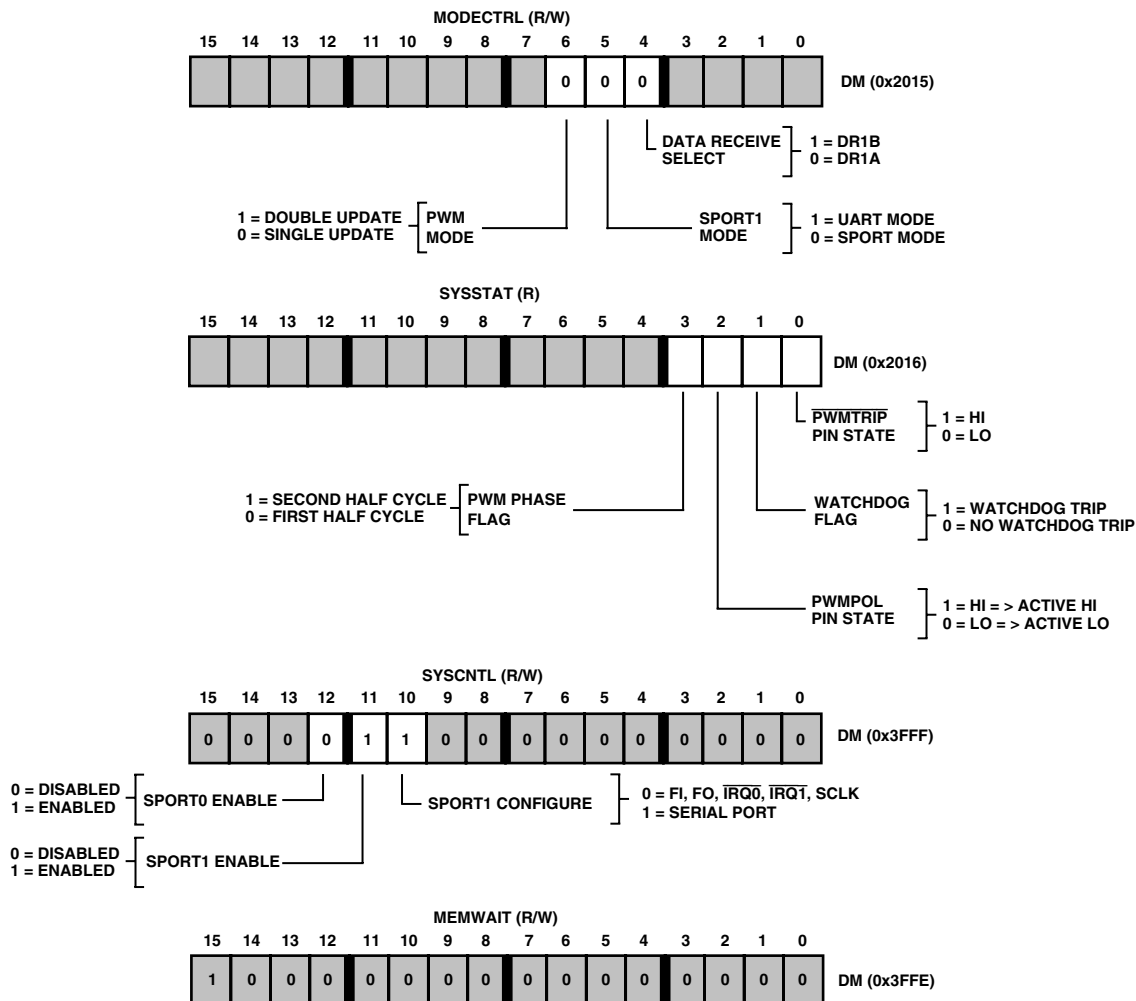 MODECTRL (R/W)
15 14 13 12 11 10 9 8 7 6 5 4 3 2 1 0
0 0 0
DM (0x2015)
DATA RECEIVE SELECT
1 = DR1B
0 = DR1A
1 = DOUBLE UPDATE
0 = SINGLE UPDATE
PWM
MODE
SPORT1
MODE
1 = UART MODE
0 = SPORT MODE
SYSSTAT (R)
15 14 13 12 11 10 9 8 7 6 5 4 3 2 1 0
DM (0x2016)
PWMTRIP
PIN STATE
1 = HI
0 = LO
1 = SECOND HALF CYCLE
0 = FIRST HALF CYCLE
PWM PHASE
FLAG
WATCHDOG
FLAG
1 = WATCHDOG TRIP
0 = NO WATCHDOG TRIP
PWMPOL
PIN STATE
1 = HI = > ACTIVE HI
0 = LO = > ACTIVE LO
SYSCNTL (R/W)
15 14 13 12 11 10 9 8 7 6 5 4 3 2 1 0
0 0 0 0 1 1 0 0 0 0 0 0 0 0 0 0
DM (0x3FFF)
0 = DISABLED
1 = ENABLED
SPORT0 ENABLE
SPORT1 CONFIGURE
0 = FI, FO, IRQ0, IRQ1, SCLK
1 = SERIAL PORT
0 = DISABLED
1 = ENABLED
SPORT1 ENABLE
MEMWAIT (R/W)
15 14 13 12 11 10 9 8 7 6 5 4 3 2 1 0
1 0 0 0 0 0 0 0 0 0 0 0 0 0 0 0
DM (0x3FFE)